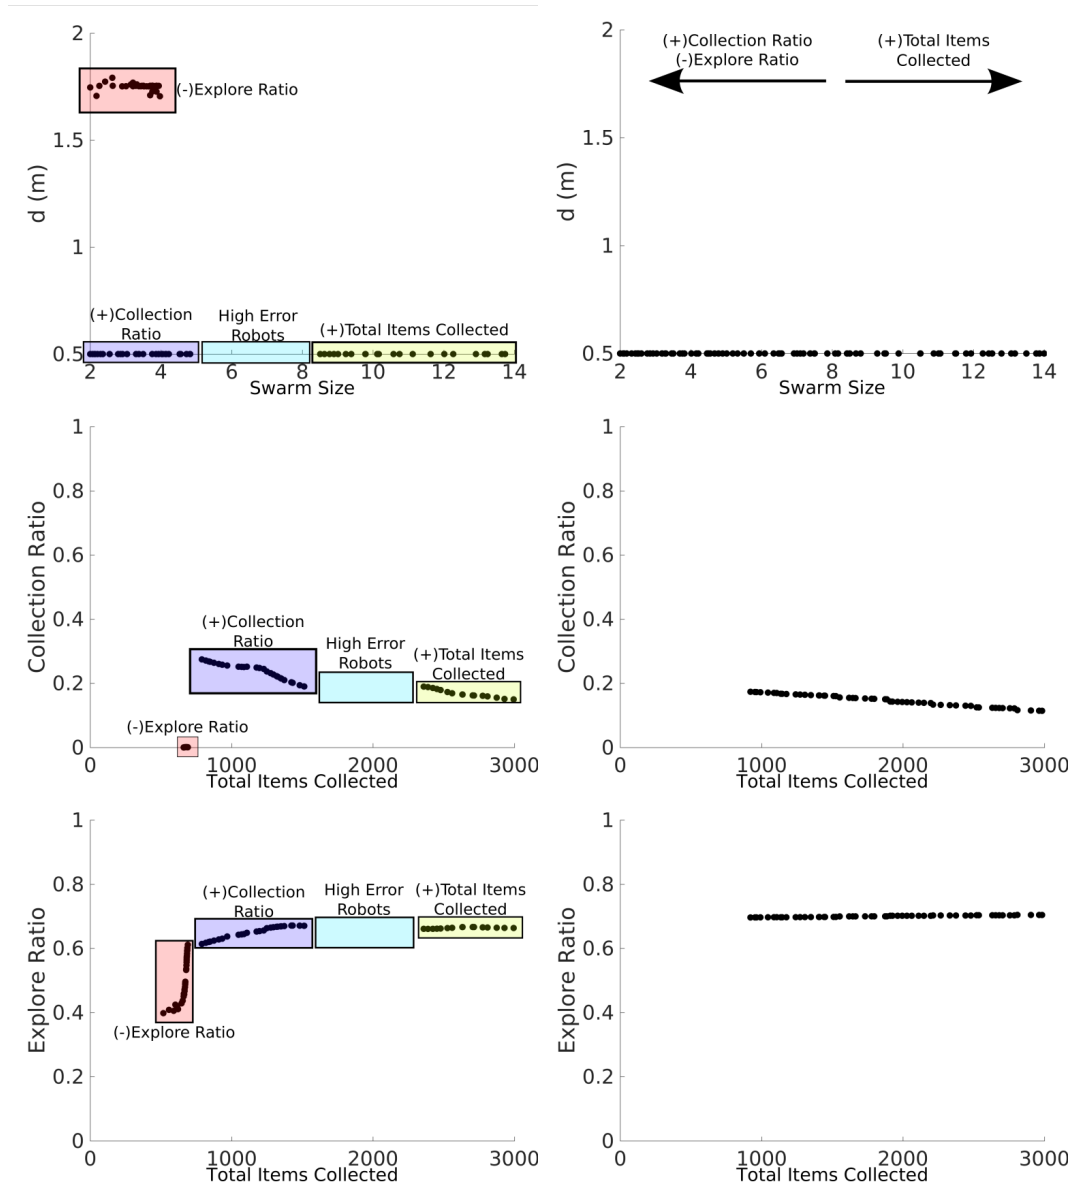 2
1.5
1
0.5
d (m)
(-)Explore Ratio
(+)Collection
Ratio
High Error
Robots
(+)Total Items Collected
2 4 6 8 10 12 14
Swarm Size
2
1.5
1
0.5
d (m)
(+)Collection Ratio
(-)Explore Ratio
(+)Total Items
Collected
2 4 6 8 10 12 14
Swarm Size
1
0.8
0.6
0.4
0.2
0
Collection Ratio
(+)Collection
Ratio
High Error
Robots
(+)Total Items
Collected
(-)Explore Ratio
0 1000 2000 3000
Total Items Collected
1
0.8
0.6
0.4
0.2
0
Collection Ratio
0 1000 2000 3000
Total Items Collected
1
0.8
0.6
0.4
0.2
0
Explore Ratio
(+)Collection
Ratio
High Error
Robots
(+)Total Items
Collected
(-)Explore Ratio
0 1000 2000 3000
Total Items Collected
1
0.8
0.6
0.4
0.2
0
Explore Ratio
0 1000 2000 3000
Total Items Collected